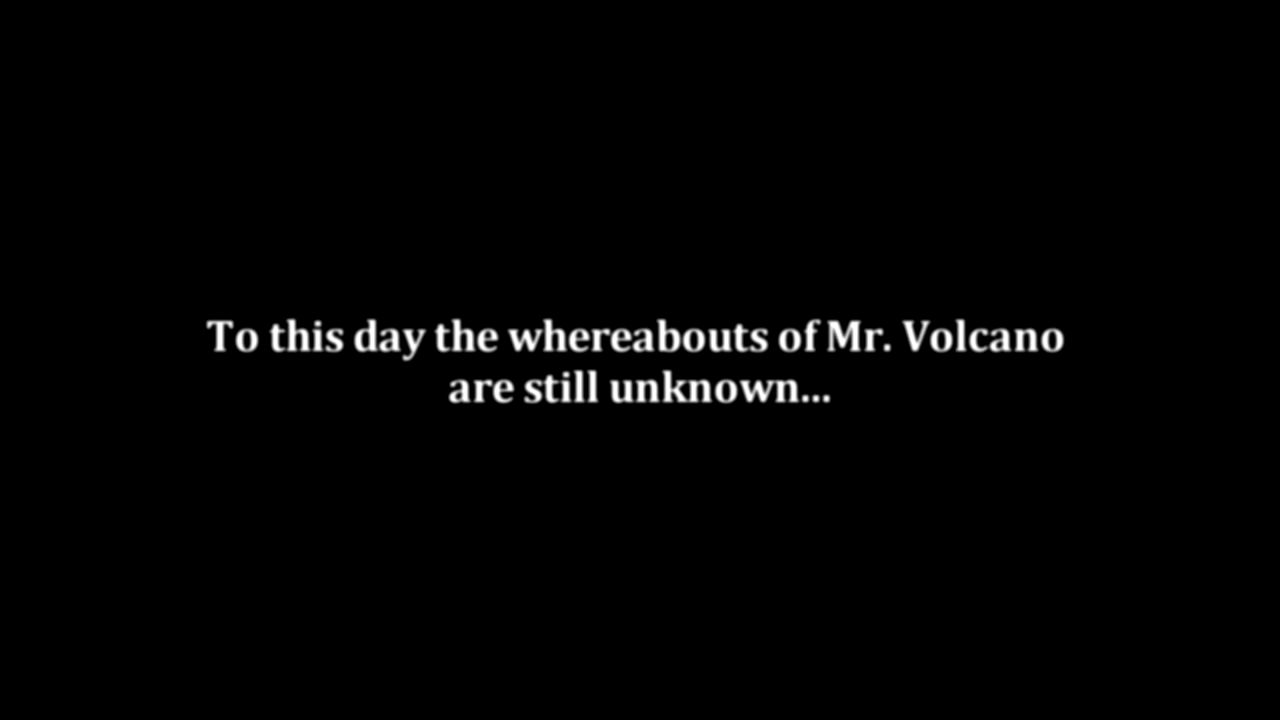 To this day the whereabouts of Mr. Volcano
are still unknown...